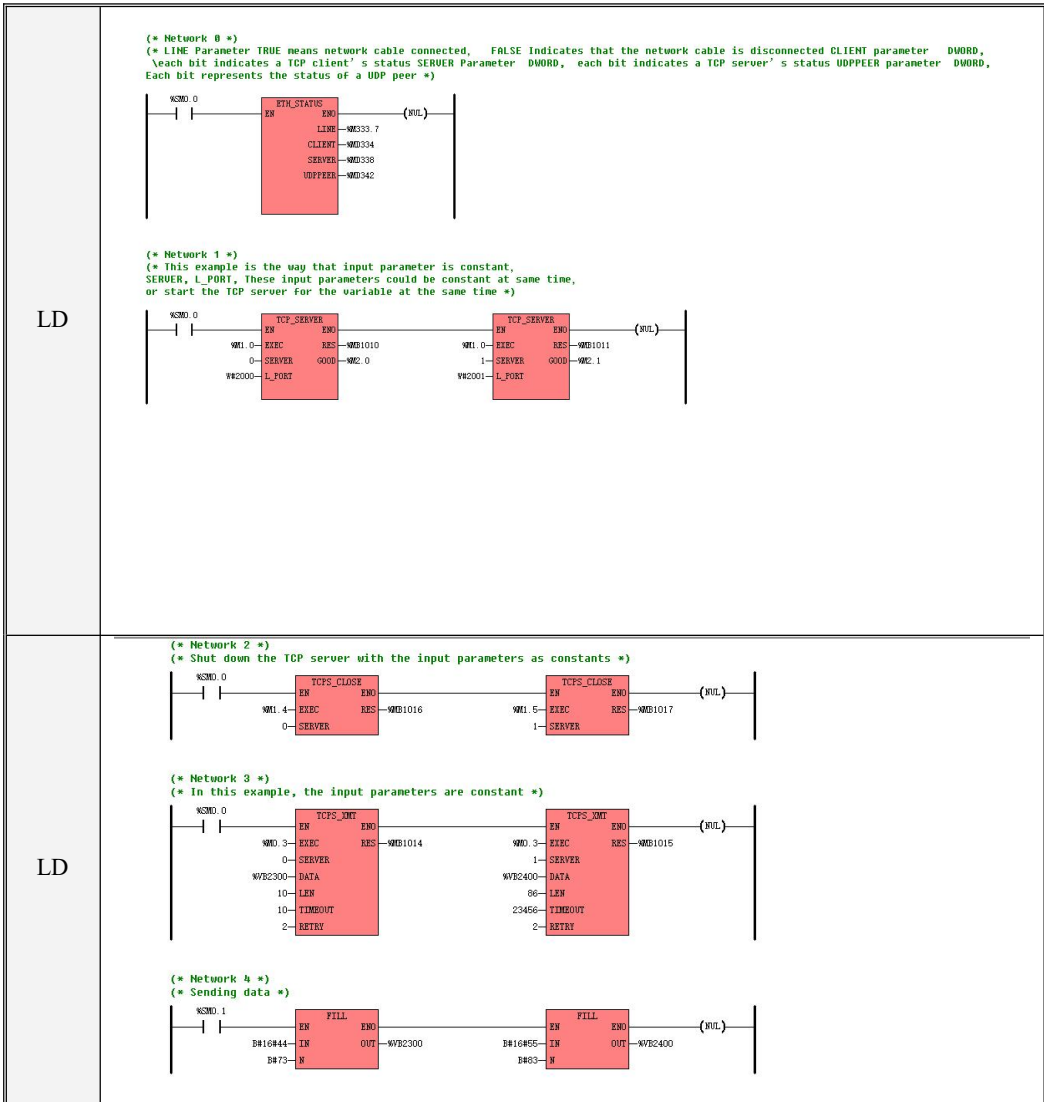 LD
(* Network 0 *)
(* LINE Parameter TRUE means network cable connected, FALSE Indicates that the network cable is disconnected CLIENT parameter DWORD,
\each bit indicates a TCP client's status SERVER Parameter DWORD, each bit indicates a TCP server's status UDPPEER parameter DWORD,
Each bit represents the status of a UDP peer *)
%SM0.0
ETH_STATUS
EN ENO (NUL)
LINE %M333.7
CLIENT %MD334
SERVER %MD338
UDPPEER %MD342
(* Network 1 *)
(* This example is the way that input parameter is constant,
SERVER, L_PORT, These input parameters could be constant at same time,
or start the TCP server for the variable at the same time *)
%SM0.0 TCP_SERVER TCP_SERVER
EN ENO EN ENO (NUL)
%M1.0 EXEC RES %MB1010 %M1.0 EXEC RES %MB1011
0 SERVER GOOD %M2.0 1 SERVER GOOD %M2.1
W#2000 L_PORT W#2001 L_PORT
LD
(* Network 2 *)
(* Shut down the TCP server with the input parameters as constants *)
%SM0.0 TCPS_CLOSE TCPS_CLOSE
EN ENO EN ENO (NUL)
%M1.4 EXEC RES %MB1016 %M1.5 EXEC RES %MB1017
0 SERVER 1 SERVER
(* Network 3 *)
(* In this example, the input parameters are constant *)
%SM0.0 TCPS_XMT TCPS_XMT
EN ENO EN ENO (NUL)
%M0.3 EXEC RES %MB1014 %M0.3 EXEC RES %MB1015
0 SERVER 1 SERVER
%VB2300 DATA %VB2400 DATA
10 LEN 86 LEN
10 TIMEOUT 23456 TIMEOUT
2 RETRY 2 RETRY
(* Network 4 *)
(* Sending data *)
%SM0.1 FILL FILL
EN ENO EN ENO (NUL)
B#16#44 IN OUT %VB2300 B#16#55 IN OUT %VB2400
B#73 N B#83 N